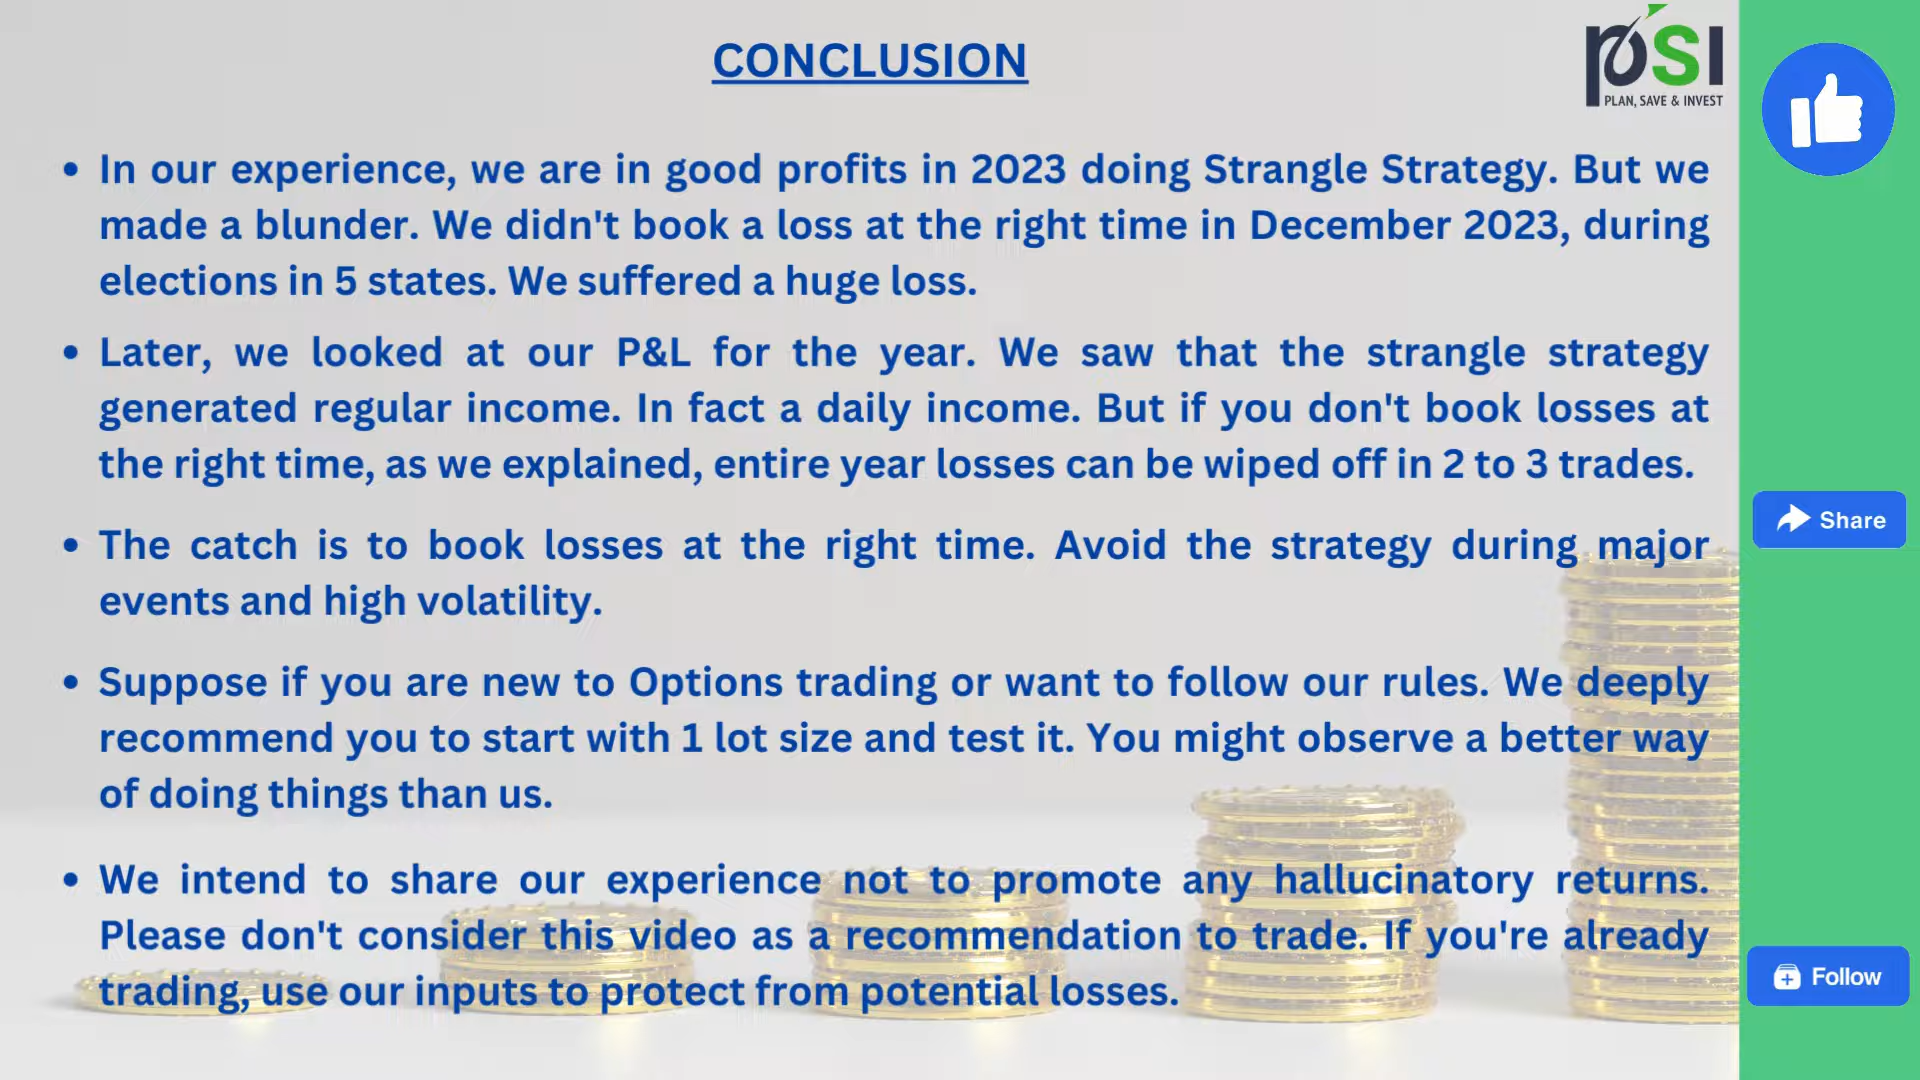 CONCLUSION
pSI
PLAN, SAVE & INVEST
• In our experience, we are in good profits in 2023 doing Strangle Strategy. But we
made a blunder. We didn't book a loss at the right time in December 2023, during
elections in 5 states. We suffered a huge loss.
• Later, we looked at our P&L for the year. We saw that the strangle strategy
generated regular income. In fact a daily income. But if you don't book losses at
the right time, as we explained, entire year losses can be wiped off in 2 to 3 trades.
• The catch is to book losses at the right time. Avoid the strategy during major
events and high volatility.
• Suppose if you are new to Options trading or want to follow our rules. We deeply
recommend you to start with 1 lot size and test it. You might observe a better way
of doing things than us.
• We intend to share our experience not to promote any hallucinatory returns.
Please don't consider this video as a recommendation to trade. If you're already
trading, use our inputs to protect from potential losses.
Share
Follow